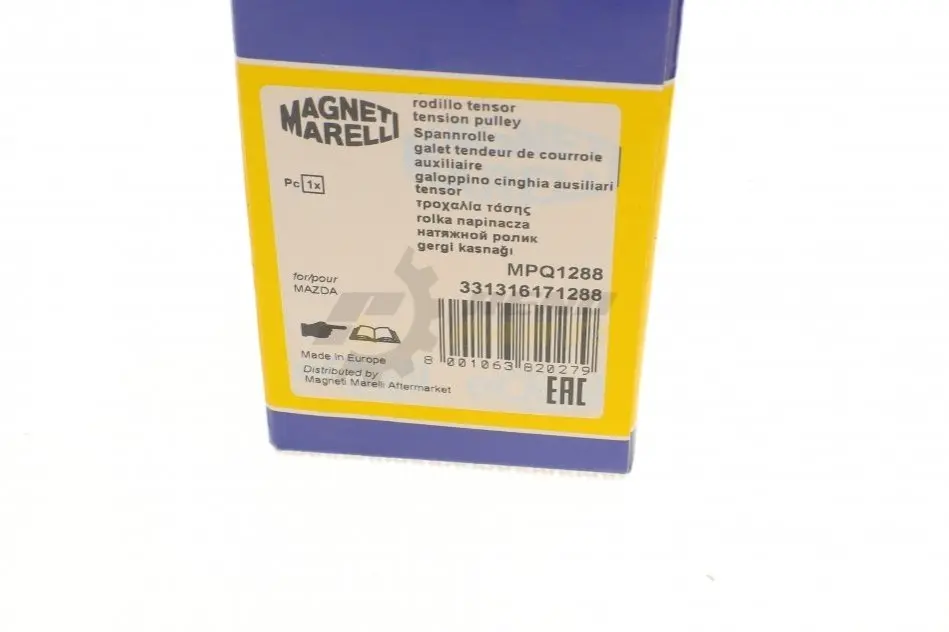 MAGNETI
MARELLI
rodillo tensor
tension pulley
Spannrolle
galet tendeur de courroie
auxiliaire
galoppino cinghia ausiliari
tensor
τροχαλία τάσης
rolka napinacza
натяжной ролик
gergi kasnağı
Pc 1x
MPQ1288
331316171288
for/pour
MAZDA
8 001063 820279
Made in Europe
Distributed by
Magneti Marelli Aftermarket
EAC